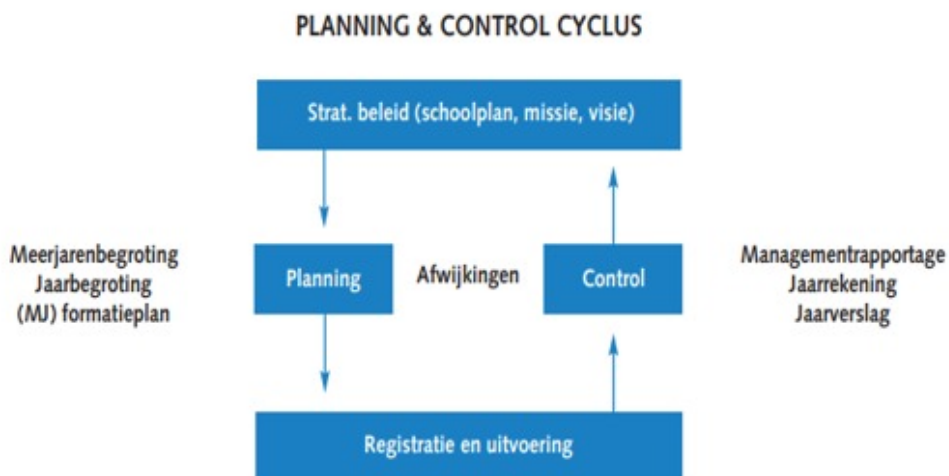 PLANNING & CONTROL CYCLUS
Strat. beleid (schoolplan, missie, visie)
Meerjarenbegroting
Jaarbegroting
(MJ) formatieplan
Planning
Afwijkingen
Control
Managementrapportage
Jaarrekening
Jaarverslag
Registratie en uitvoering